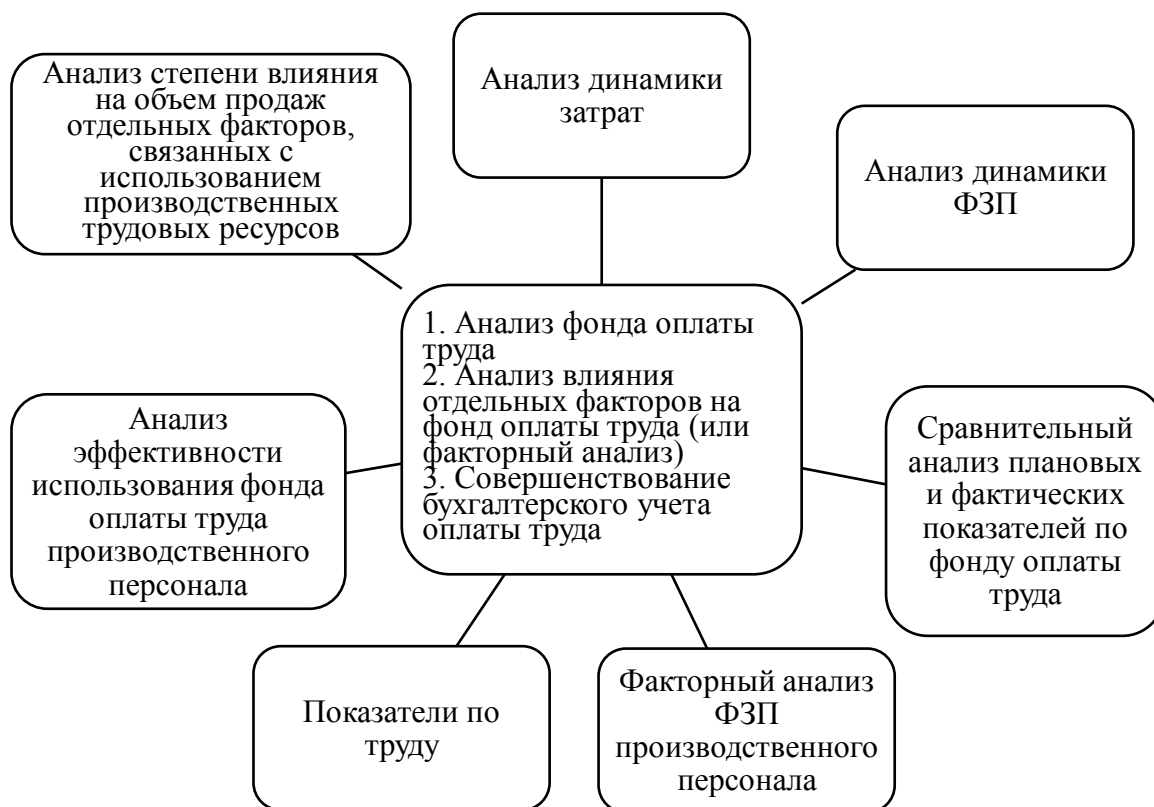 Анализ динамики
затрат
Анализ степени влияния
на объем продаж
отдельных факторов,
связанных с
использованием
производственных
трудовых ресурсов
Анализ динамики
ФЗП
1. Анализ фонда оплаты
труда
2. Анализ влияния
отдельных факторов на
фонд оплаты труда (или
факторный анализ)
3. Совершенствование
бухгалтерского учета
оплаты труда
Анализ
эффективности
использования фонда
оплаты труда
производственного
персонала
Сравнительный
анализ плановых
и фактических
показателей по
фонду оплаты
труда
Показатели по
труду
Факторный анализ
ФЗП
производственного
персонала